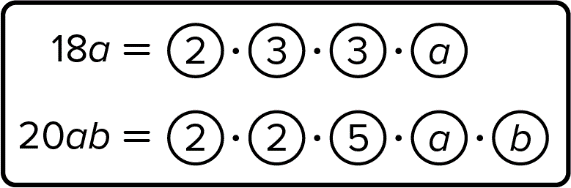 18a = 2 · 3 · 3 · a
20ab = 2 · 2 · 5 · a · b